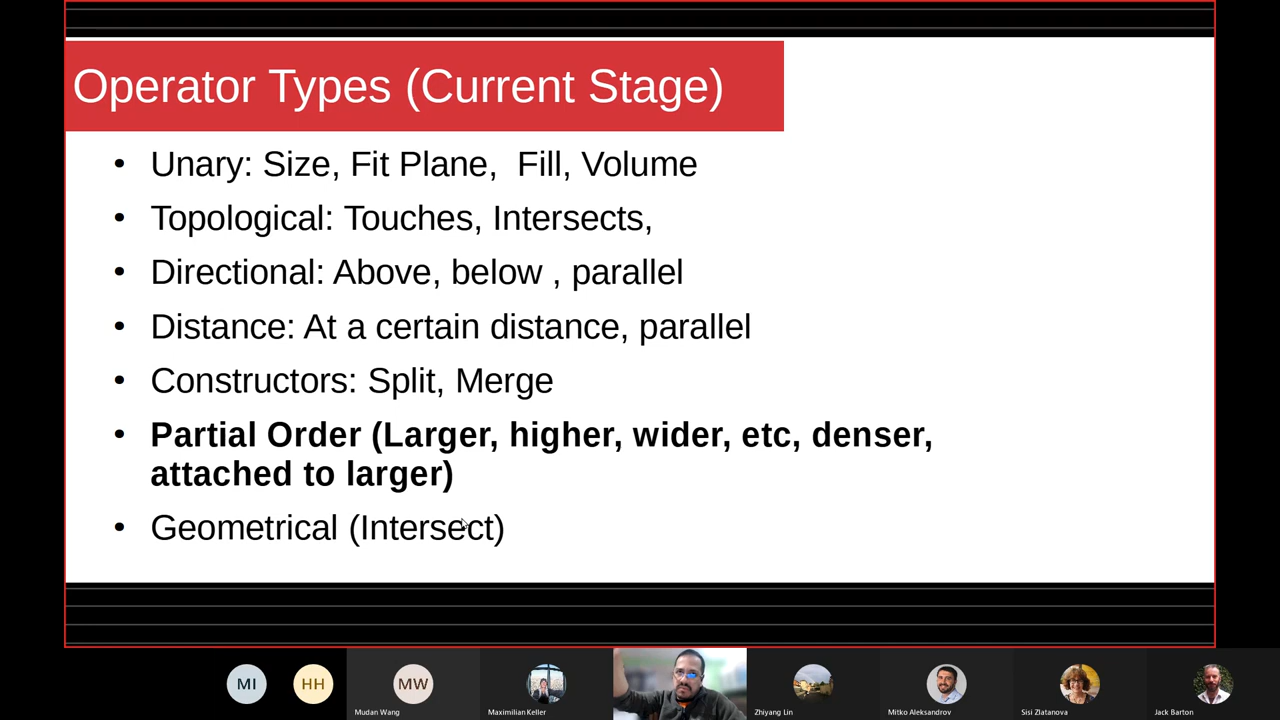 Operator Types (Current Stage)
• Unary: Size, Fit Plane,  Fill, Volume
• Topological: Touches, Intersects,
• Directional: Above, below , parallel
• Distance: At a certain distance, parallel
• Constructors: Split, Merge
• Partial Order (Larger, higher, wider, etc, denser,
attached to larger)
• Geometrical (Intersect)
MI
HH
MW
Mudan Wang
Maximilian Keller
Zhiyang Lin
Mitko Aleksandrov
Sisi Zlatanova
Jack Barton